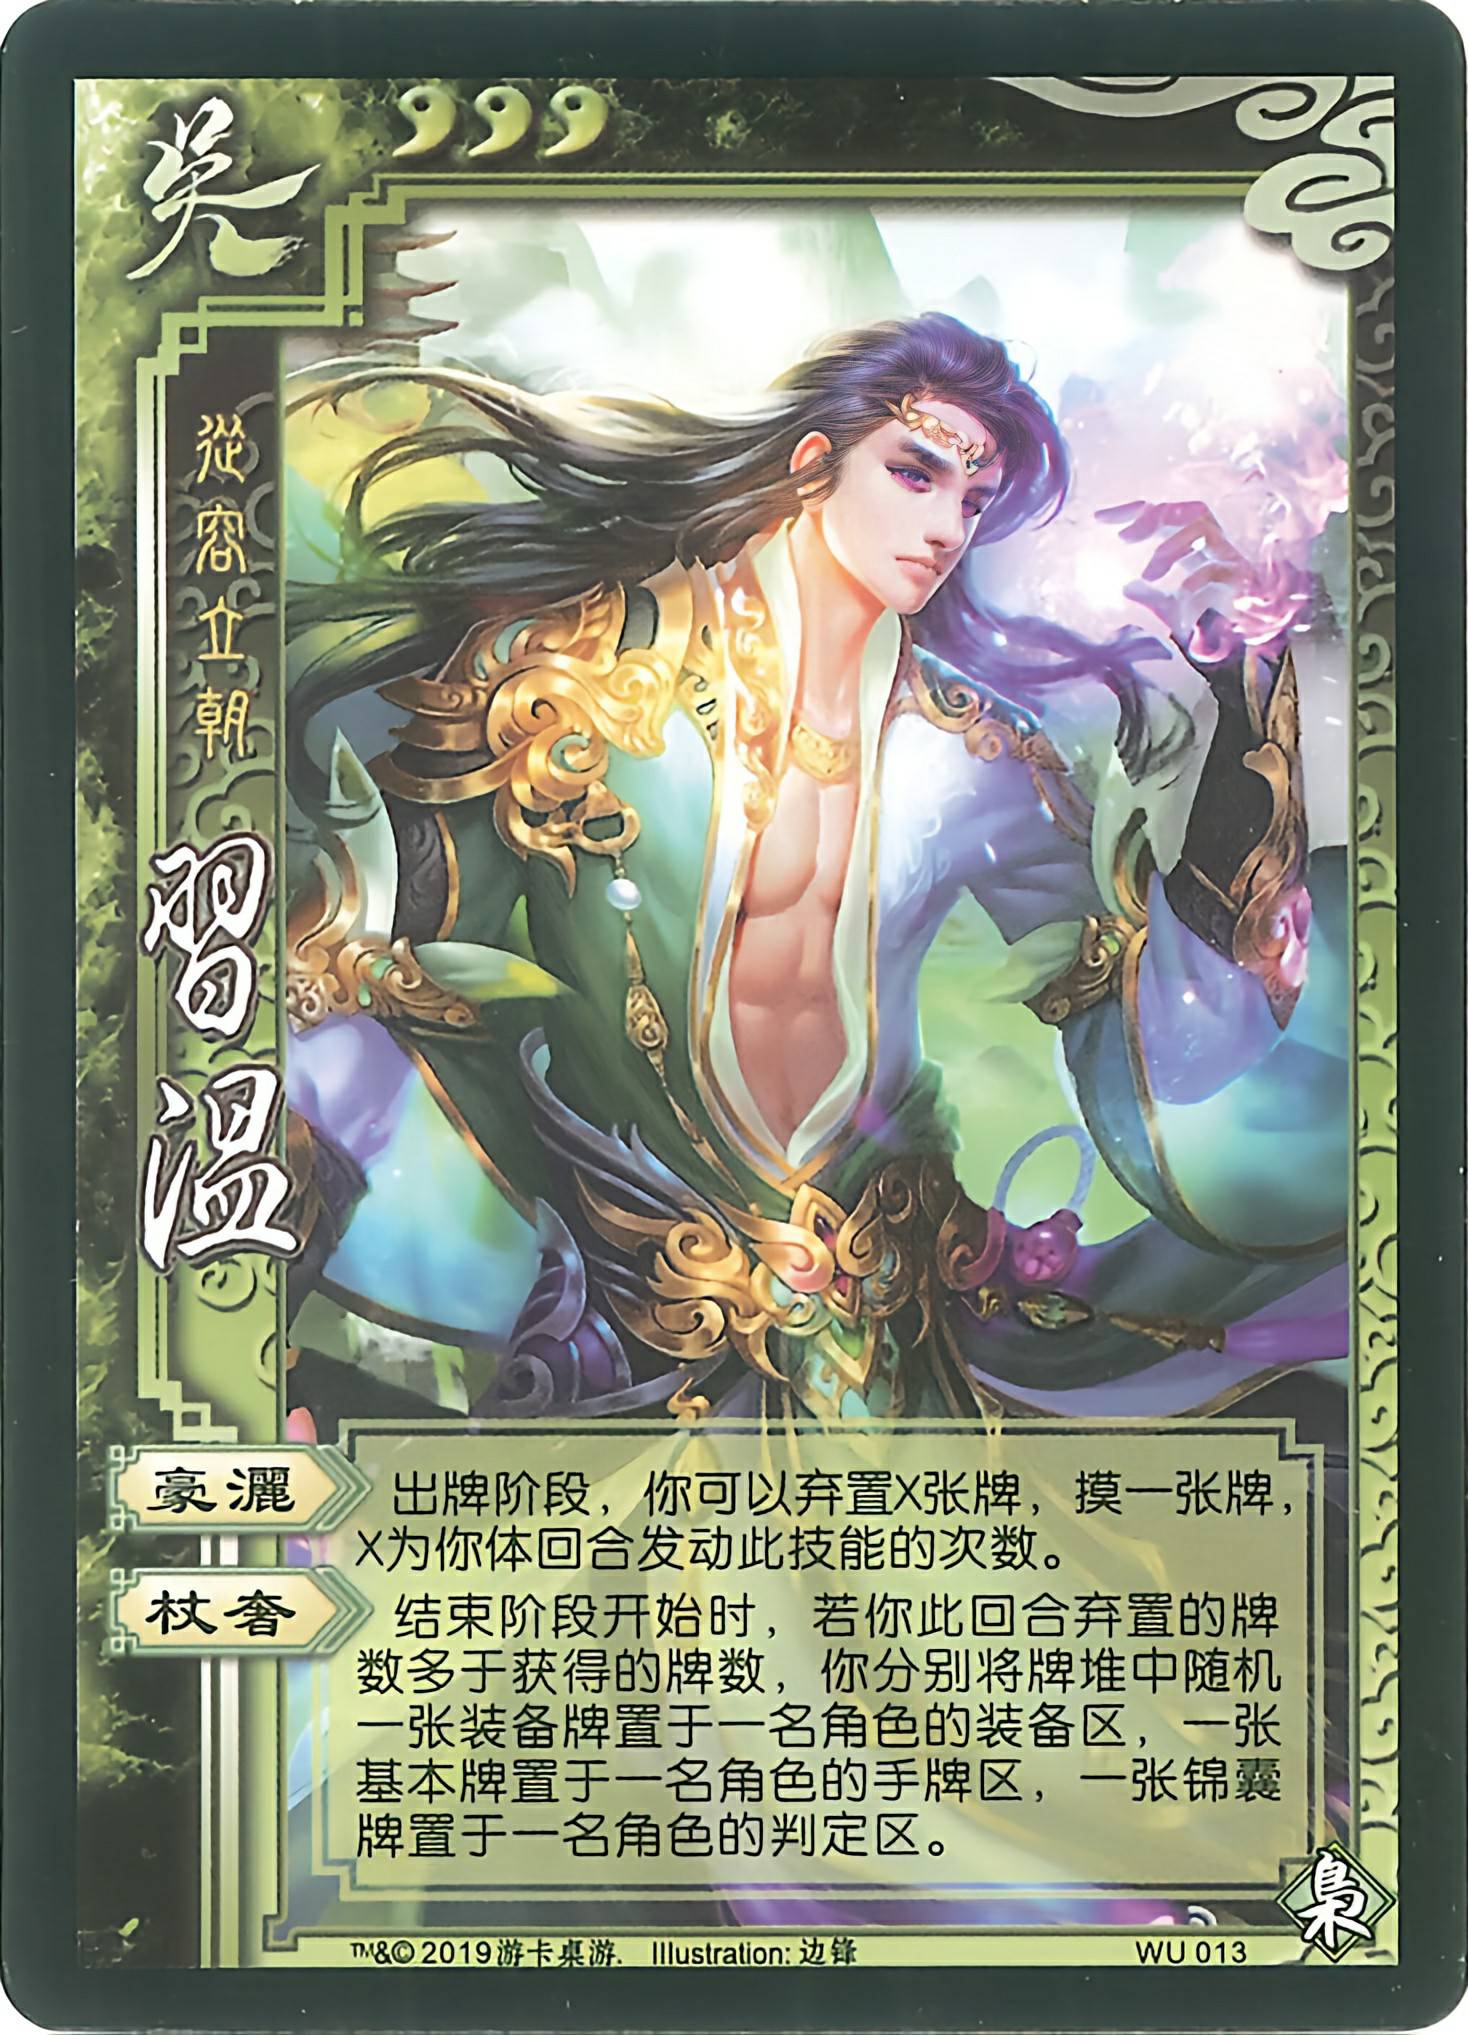 吴
從容立朝
習溫
豪灑
出牌阶段，你可以弃置X张牌，摸一张牌，
X为你体回合发动此技能的次数。
杖奢
结束阶段开始时，若你此回合弃置的牌
数多于获得的牌数，你分别将牌堆中随机
一张装备牌置于一名角色的装备区，一张
基本牌置于一名角色的手牌区，一张锦囊
牌置于一名角色的判定区。
枭
™&© 2019游卡桌游. Illustration: 边锋
WU 013